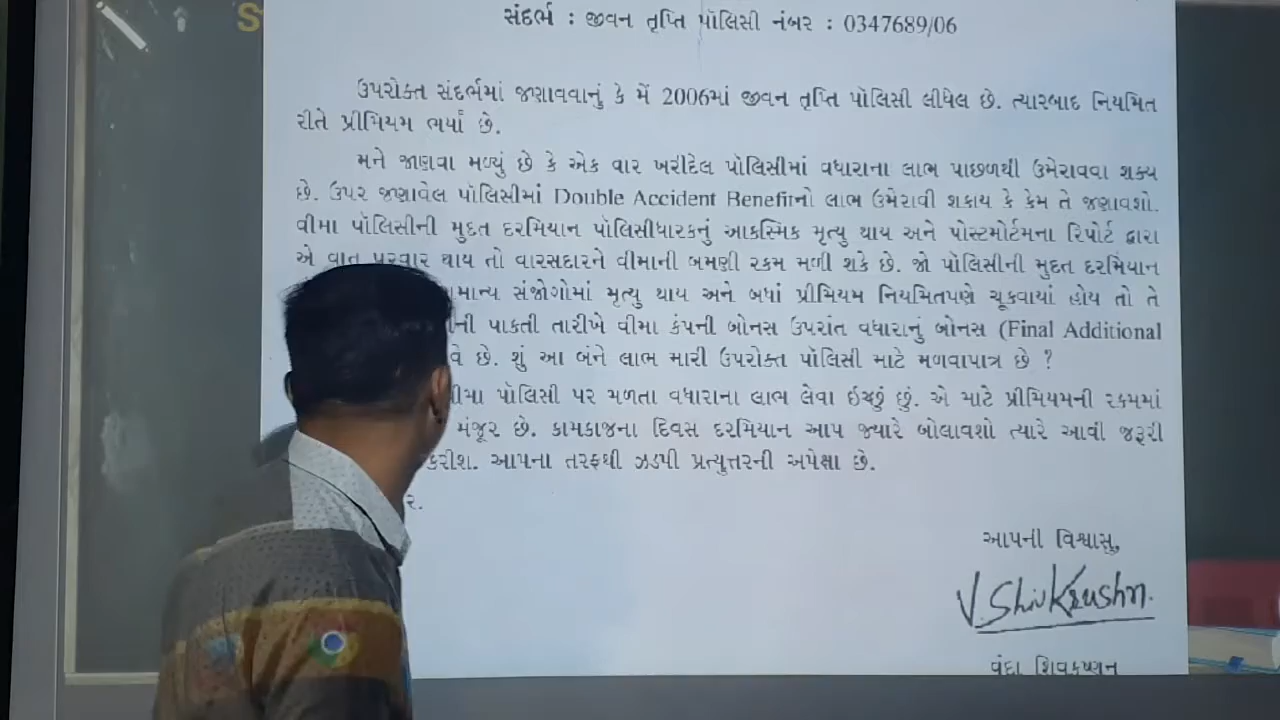 સંદર્ભ : જીવન તૃપ્તિ પૉલિસી નંબર : 0347689/06
ઉપરોક્ત સંદર્ભમાં જણાવવાનું કે મેં 2006માં જીવન તૃપ્તિ પૉલિસી લીધેલ છે. ત્યારબાદ નિયમિત
રીતે પ્રીમિયમ ભર્યાં છે.
મને જાણવા મળ્યું છે કે એક વાર ખરીદેલ પૉલિસીમાં વધારાના લાભ પાછળથી ઉમેરાવવા શક્ય
છે. ઉપર જણાવેલ પૉલિસીમાં Double Accident Benefitનો લાભ ઉમેરાવી શકાય કે કેમ તે જણાવશો.
વીમા પૉલિસીની મુદત દરમિયાન પૉલિસીધારકનું આકસ્મિક મૃત્યુ થાય અને પોસ્ટમોર્ટમના રિપોર્ટ દ્વારા
એ વાત પુરવાર થાય તો વારસદારને વીમાની બમણી રકમ મળી શકે છે. જો પૉલિસીની મુદત દરમિયાન
સંજોગોમાં મૃત્યુ થાય અને બધાં પ્રીમિયમ નિયમિતપણે ચૂકવાયાં હોય તો તે
પાકતી તારીખે વીમા કંપની બોનસ ઉપરાંત વધારાનું બોનસ (Final Additional
છે. શું આ બંને લાભ મારી ઉપરોક્ત પૉલિસી માટે મળવાપાત્ર છે ?
પૉલિસી પર મળતા વધારાના લાભ લેવા ઈચ્છું છું. એ માટે પ્રીમિયમની રકમમાં
મંજૂર છે. કામકાજના દિવસ દરમિયાન આપ જ્યારે બોલાવશો ત્યારે આવી જરૂરી
કરીશ. આપના તરફથી ઝડપી પ્રત્યુત્તરની અપેક્ષા છે.
આપની વિશ્વાસુ,
V. ShivKrushn.
વૃંદા શિવક્રૃષ્ણન